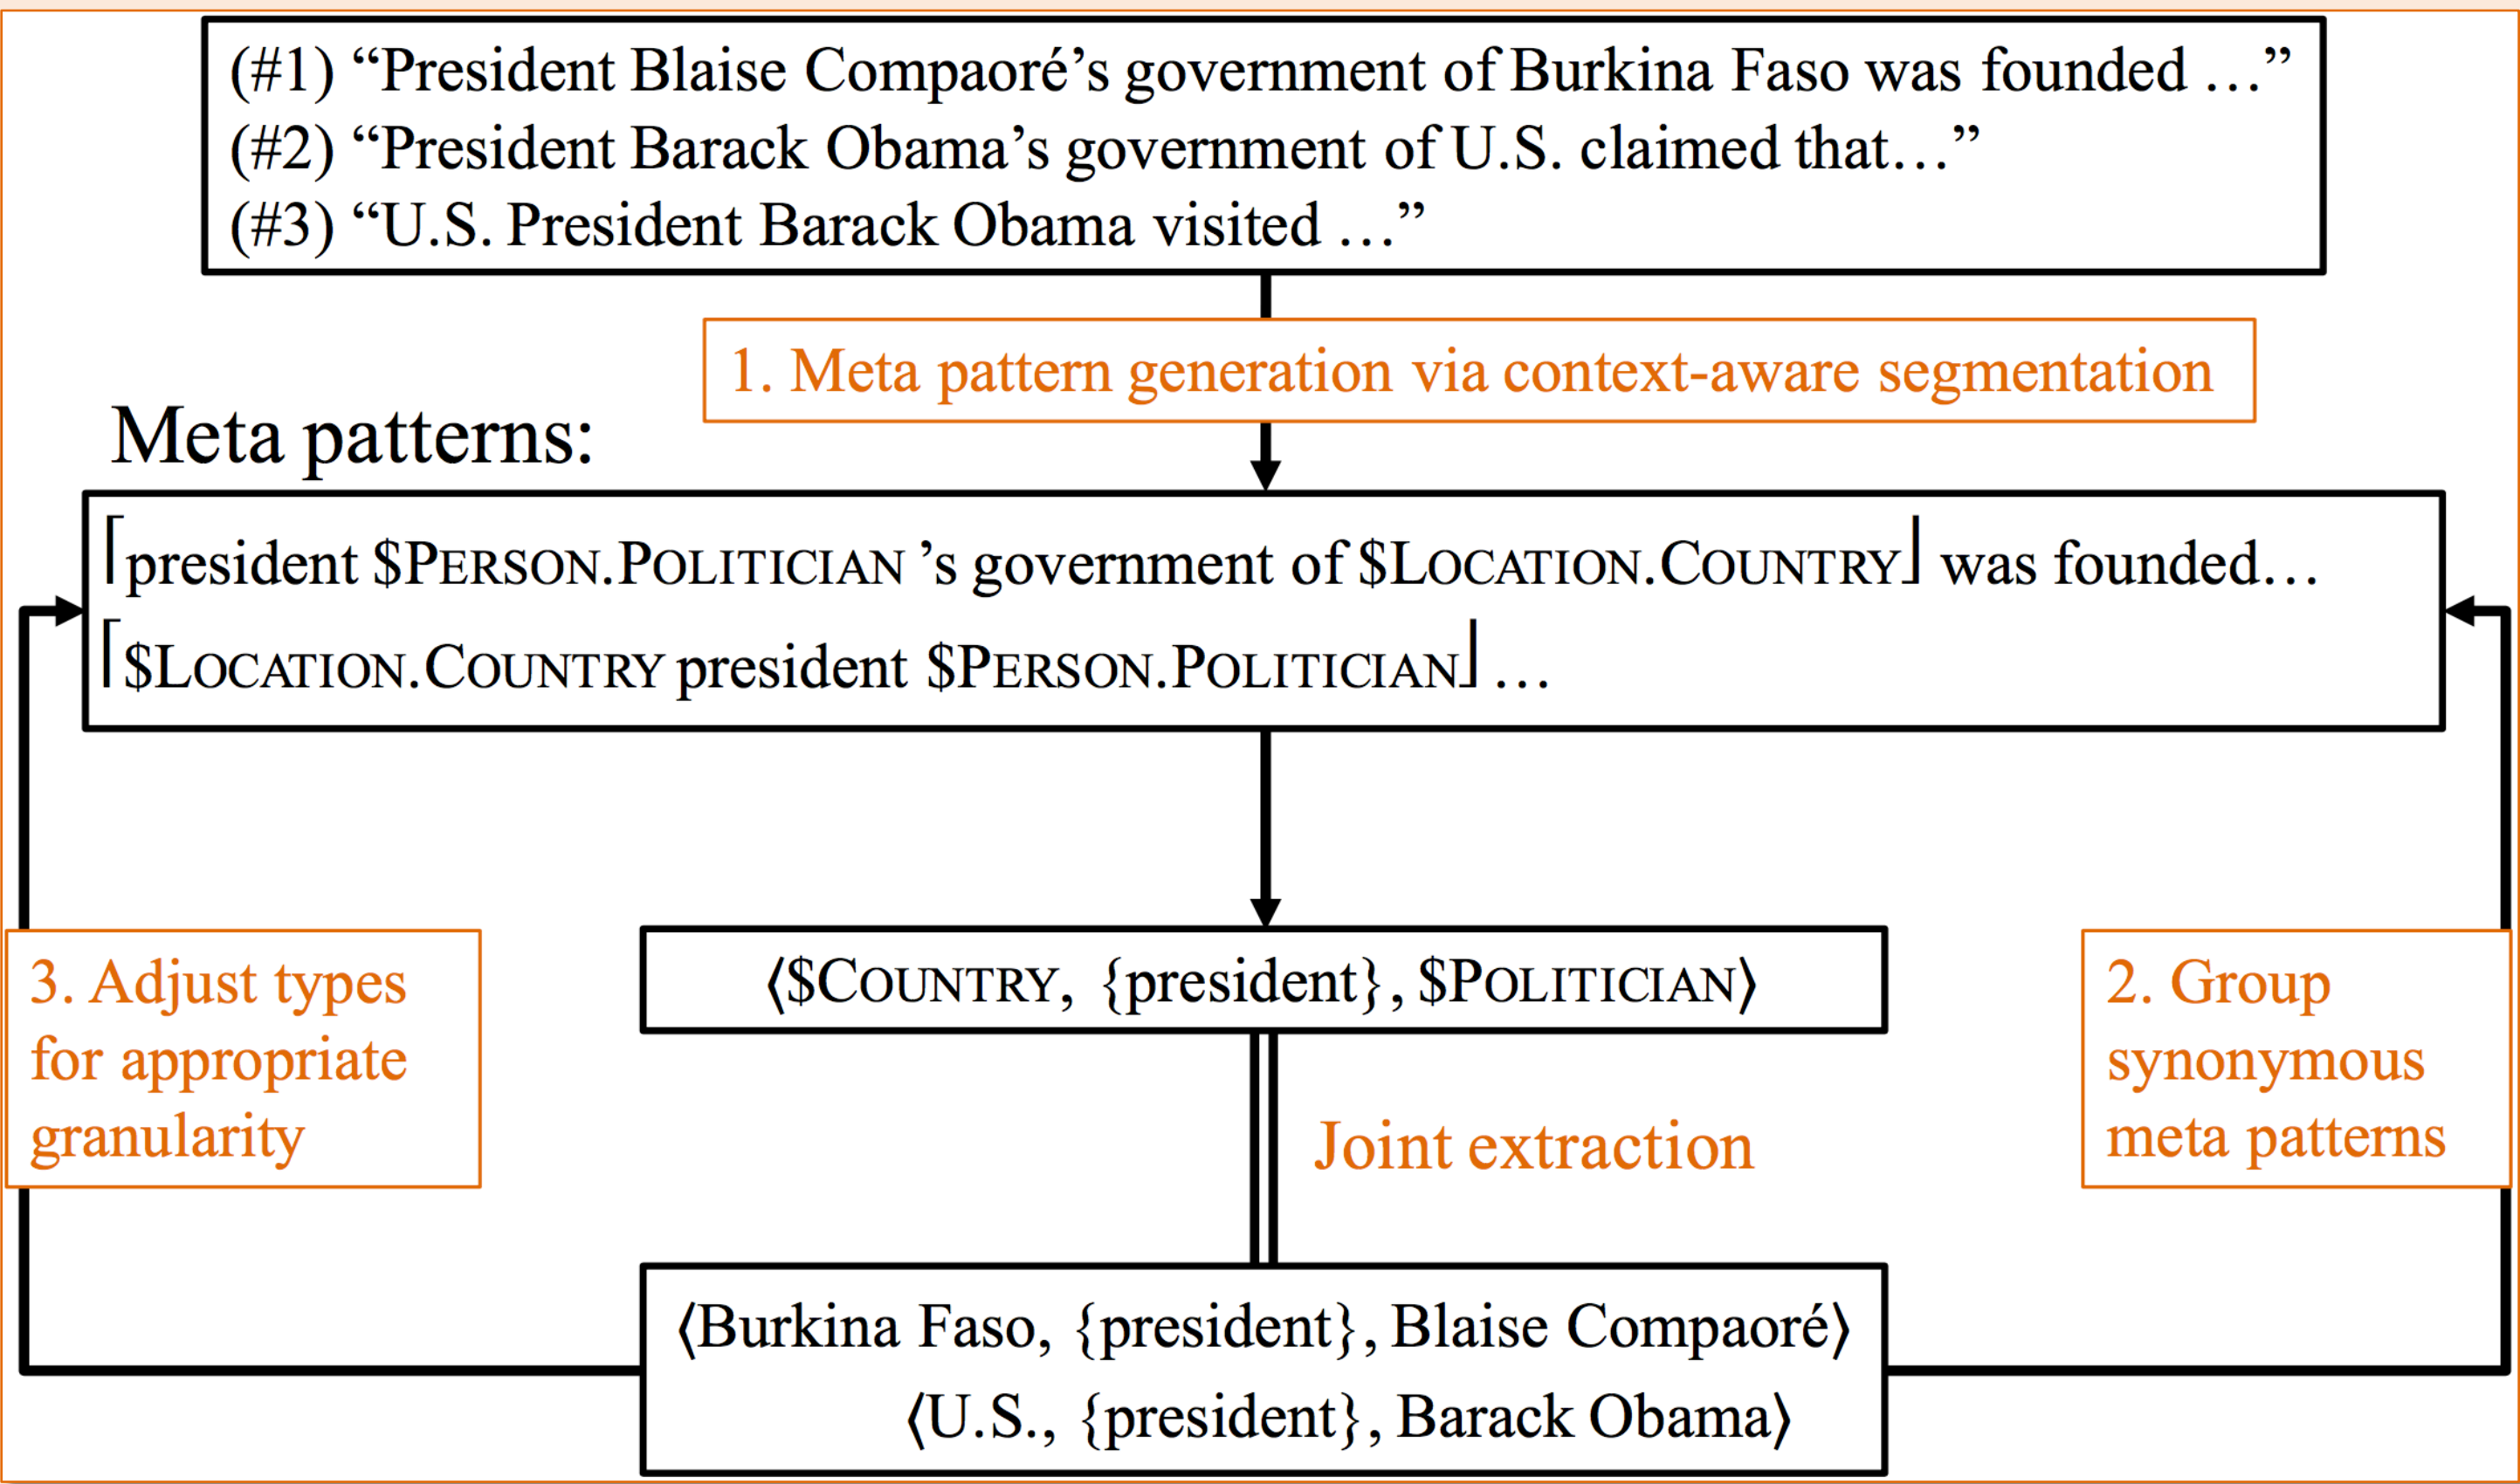 (#1) “President Blaise Compaoré’s government of Burkina Faso was founded …”
(#2) “President Barack Obama’s government of U.S. claimed that…”
(#3) “U.S. President Barack Obama visited …”
1. Meta pattern generation via context-aware segmentation
Meta patterns:
⌈president $PERSON.POLITICIAN ’s government of $LOCATION.COUNTRY⌋ was founded…
⌈$LOCATION.COUNTRY president $PERSON.POLITICIAN⌋ …
⟨$COUNTRY, {president}, $POLITICIAN⟩
3. Adjust types
for appropriate
granularity
Joint extraction
2. Group
synonymous
meta patterns
⟨Burkina Faso, {president}, Blaise Compaoré⟩
⟨U.S., {president}, Barack Obama⟩